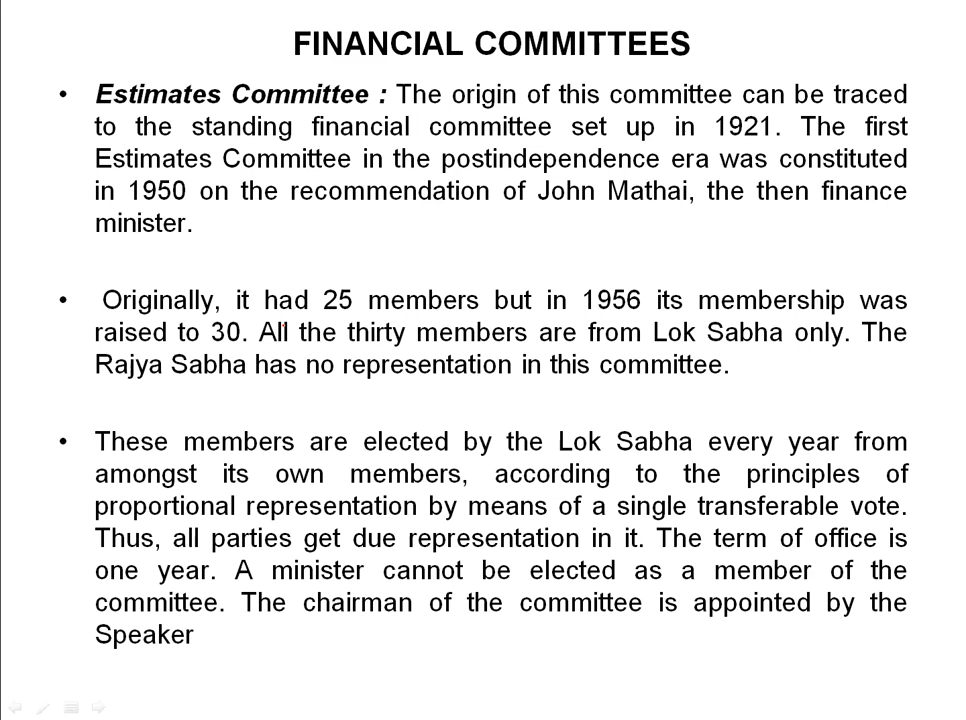 FINANCIAL COMMITTEES
• Estimates Committee : The origin of this committee can be traced
to the standing financial committee set up in 1921. The first
Estimates Committee in the postindependence era was constituted
in 1950 on the recommendation of John Mathai, the then finance
minister.
• Originally, it had 25 members but in 1956 its membership was
raised to 30. All the thirty members are from Lok Sabha only. The
Rajya Sabha has no representation in this committee.
• These members are elected by the Lok Sabha every year from
amongst its own members, according to the principles of
proportional representation by means of a single transferable vote.
Thus, all parties get due representation in it. The term of office is
one year. A minister cannot be elected as a member of the
committee. The chairman of the committee is appointed by the
Speaker